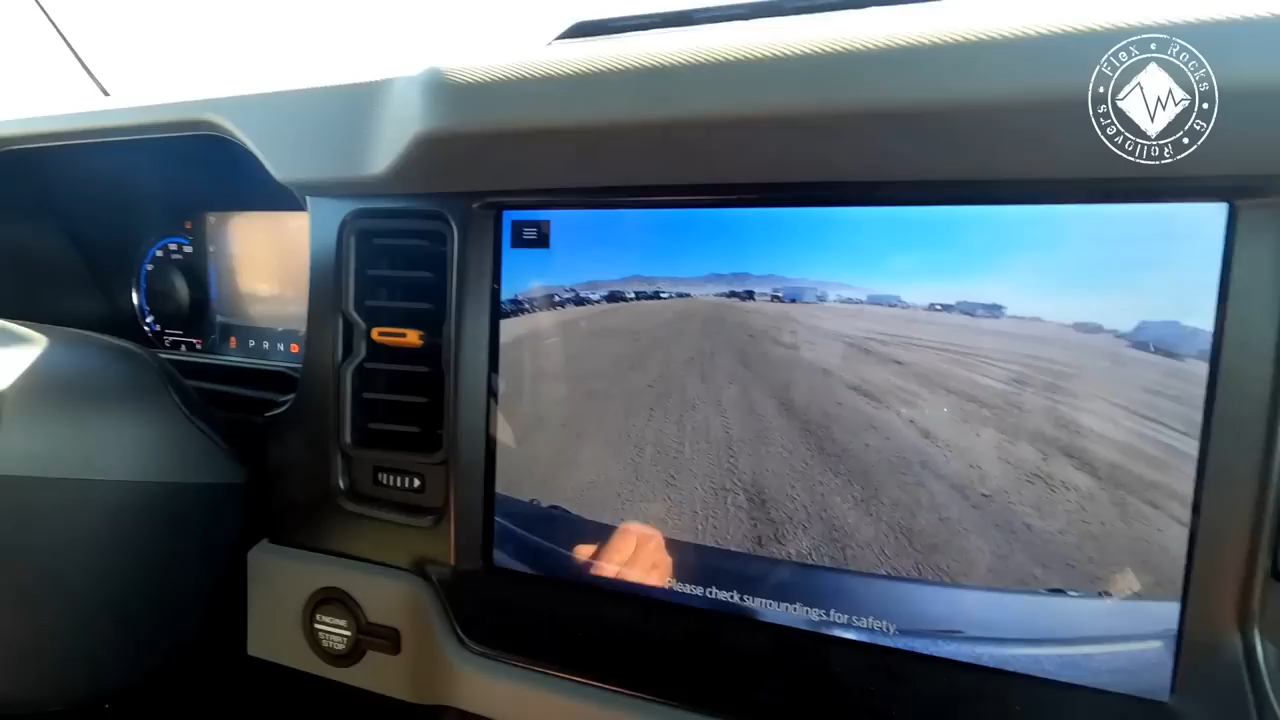 Flex • Rocks & Rollovers
P R N D
ENGINE
START
STOP
Please check surroundings for safety.